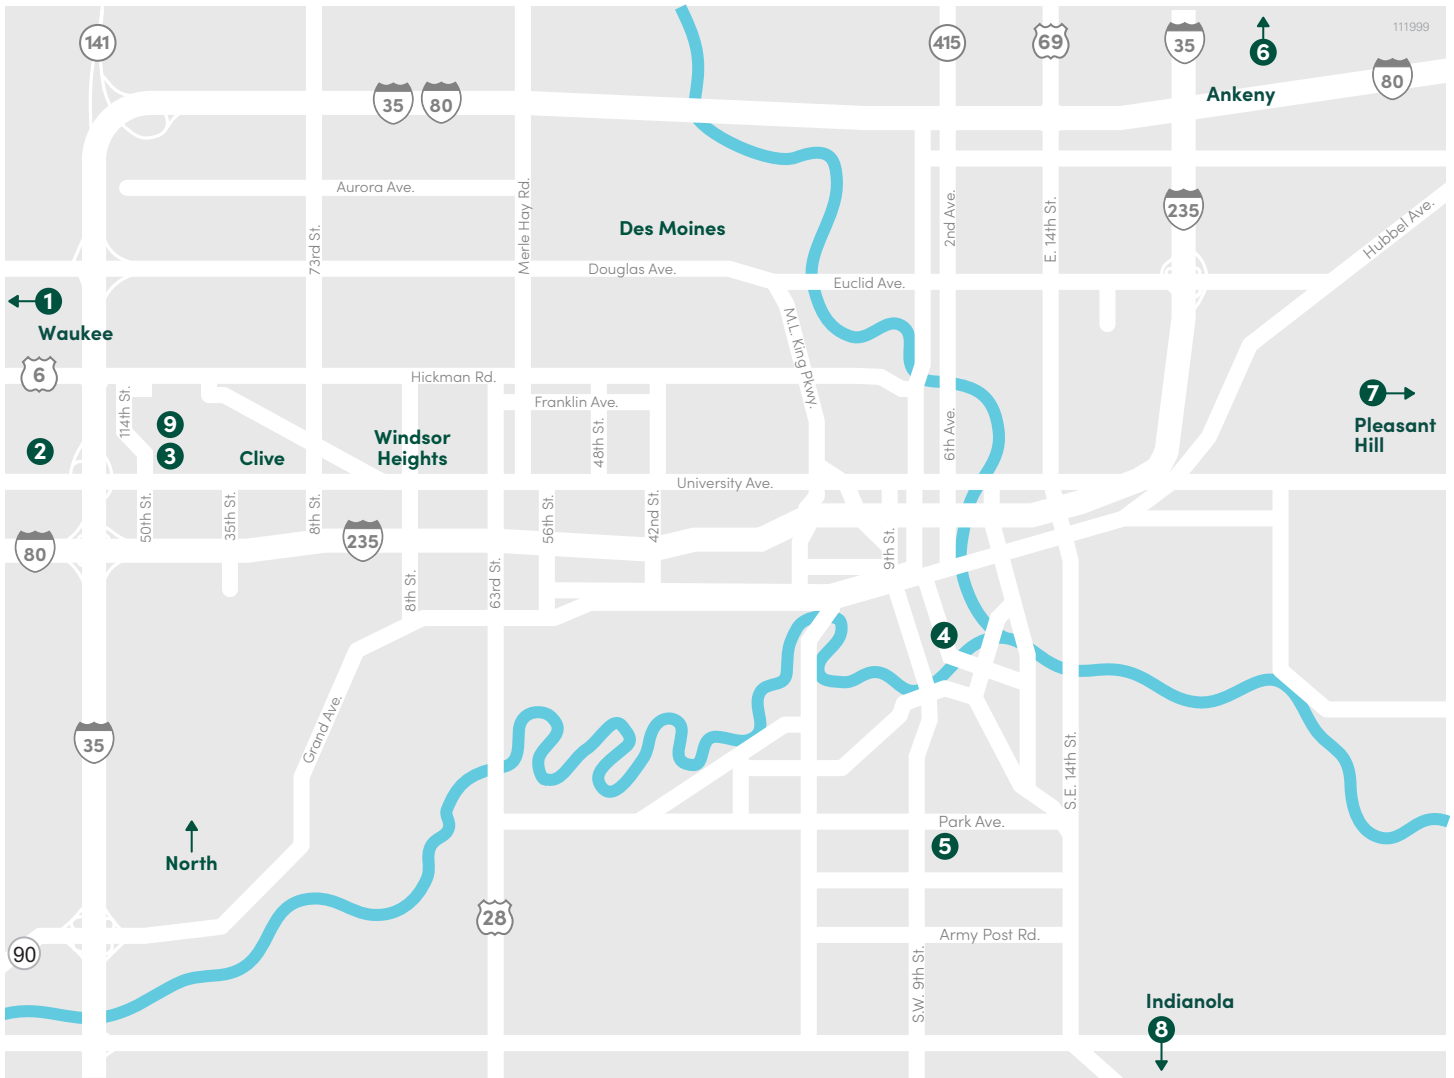 141
415
69
35
6
111999
35
80
80
Ankeny
Aurora Ave.
Merle Hay Rd.
Des Moines
2nd Ave.
E. 14th St.
235
Hubbel Ave.
73rd St.
Douglas Ave.
Euclid Ave.
1
Waukee
M.L. King Pkwy.
6
Hickman Rd.
Franklin Ave.
114th St.
7
Pleasant
Hill
9
2
3
Clive
Windsor
Heights
48th St.
6th Ave.
University Ave.
50th St.
35th St.
8th St.
56th St.
42nd St.
80
235
9th St.
8th St.
63rd St.
4
35
Grand Ave.
S.E. 14th St.
Park Ave.
5
North
28
90
Army Post Rd.
S.W. 9th St.
Indianola
8